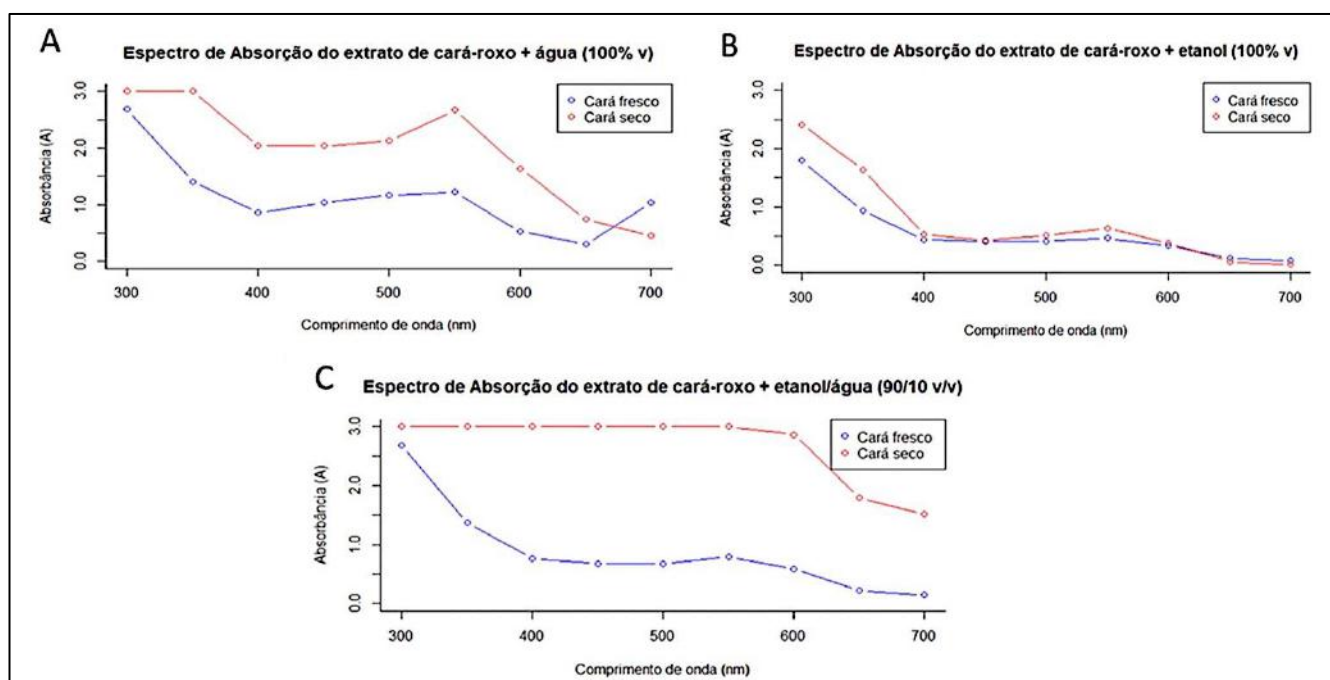 A
Espectro de Absorção do extrato de cará-roxo + água (100% v)
Cará fresco
Cará seco
Absorbância (A)
3.0
2.0
1.0
0.0
300
400
500
600
700
Comprimento de onda (nm)
B
Espectro de Absorção do extrato de cará-roxo + etanol (100% v)
Cará fresco
Cará seco
Absorbância (A)
3.0
2.0
1.0
0.0
300
400
500
600
700
Comprimento de onda (nm)
C
Espectro de Absorção do extrato de cará-roxo + etanol/água (90/10 v/v)
Cará fresco
Cará seco
Absorbância (A)
3.0
2.0
1.0
0.0
300
400
500
600
700
Comprimento de onda (nm)